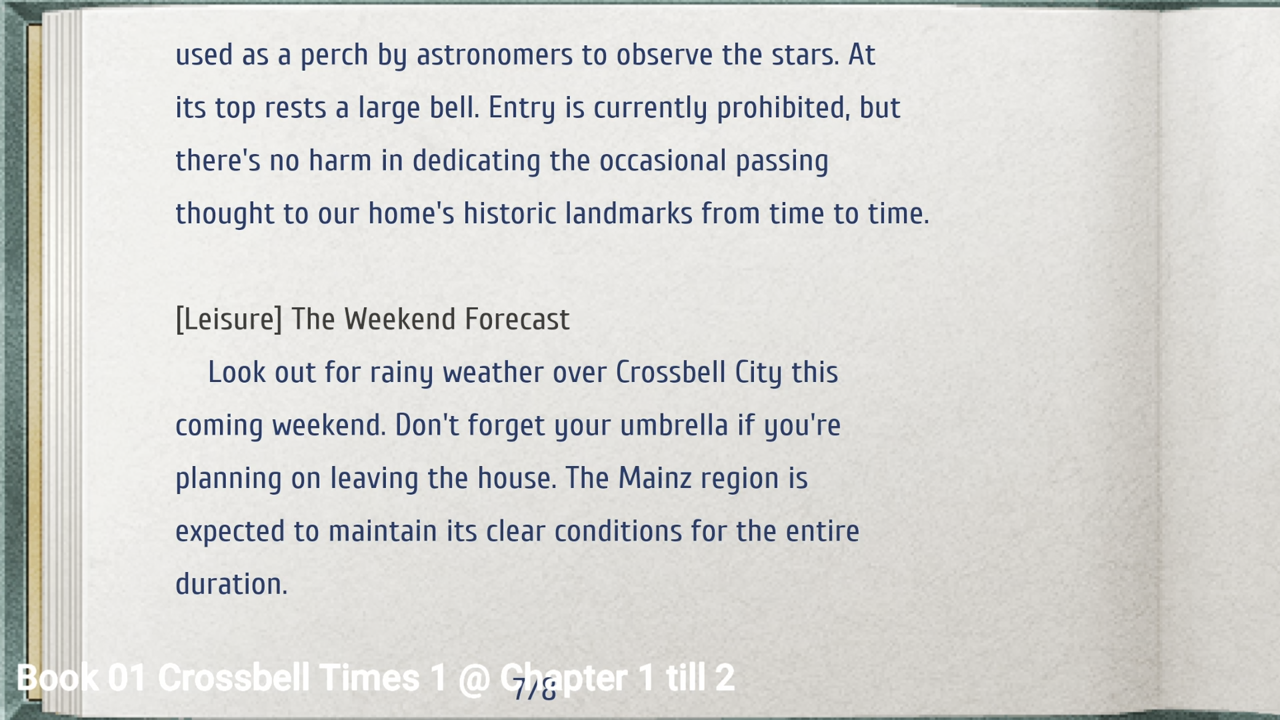 used as a perch by astronomers to observe the stars. At
its top rests a large bell. Entry is currently prohibited, but
there's no harm in dedicating the occasional passing
thought to our home's historic landmarks from time to time.
[Leisure] The Weekend Forecast
Look out for rainy weather over Crossbell City this
coming weekend. Don't forget your umbrella if you're
planning on leaving the house. The Mainz region is
expected to maintain its clear conditions for the entire
duration.
Book 01 Crossbell Times 1 @ Chapter 1 till 2
7/8